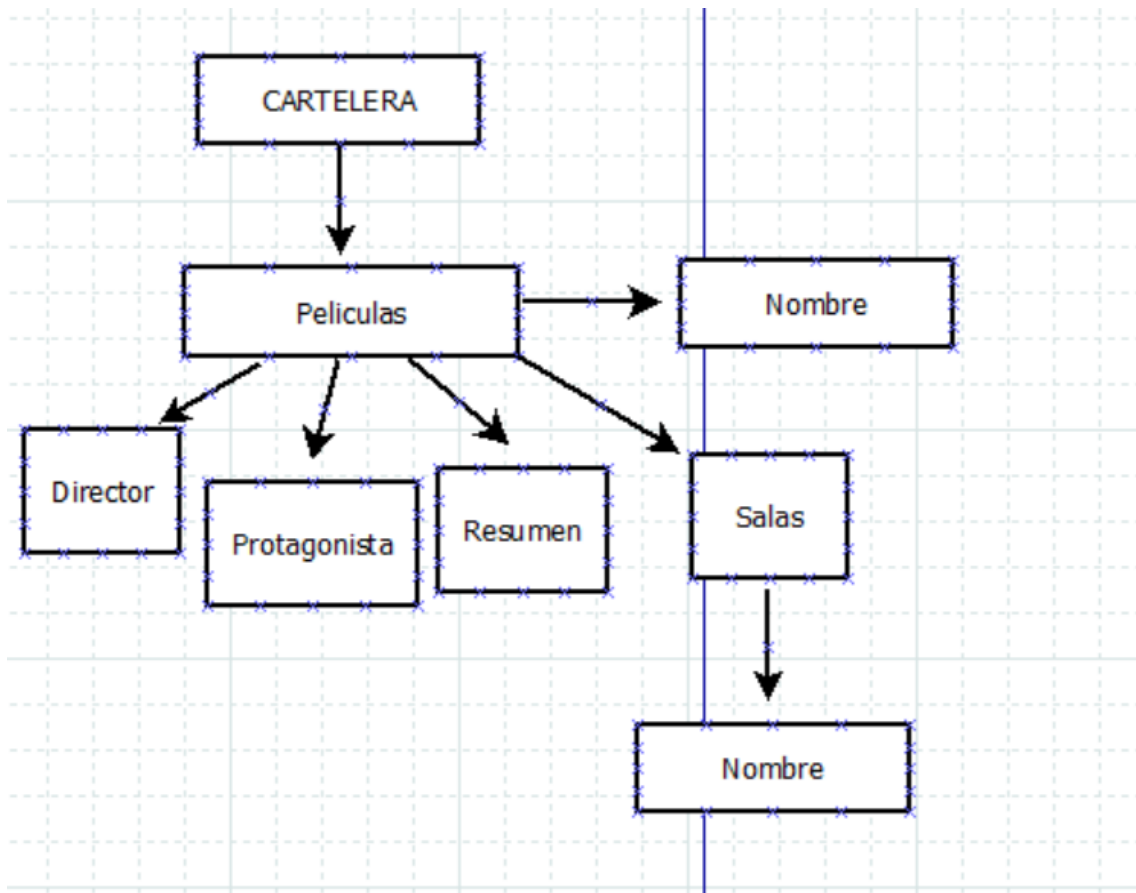 CARTELERA
Peliculas
Nombre
Director
Protagonista
Resumen
Salas
Nombre